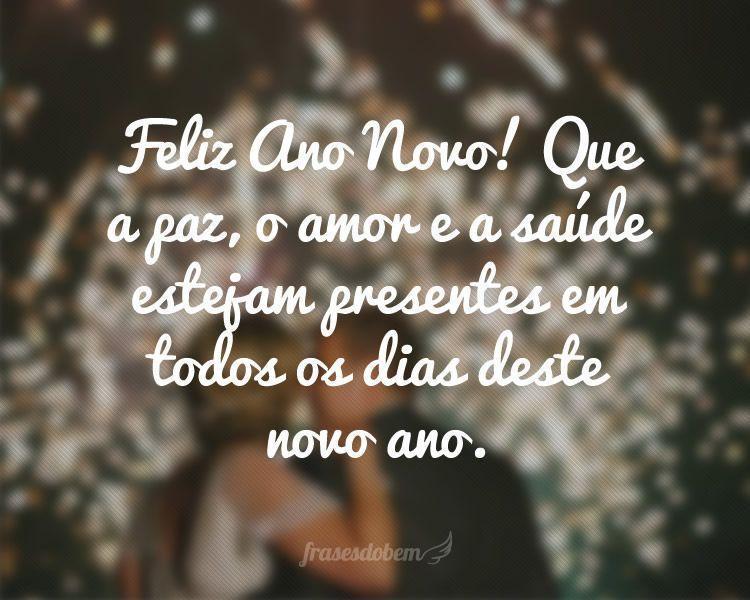 Feliz Ano Novo! Que
a paz, o amor e a saúde
estejam presentes em
todos os dias deste
novo ano.
frasesdobem